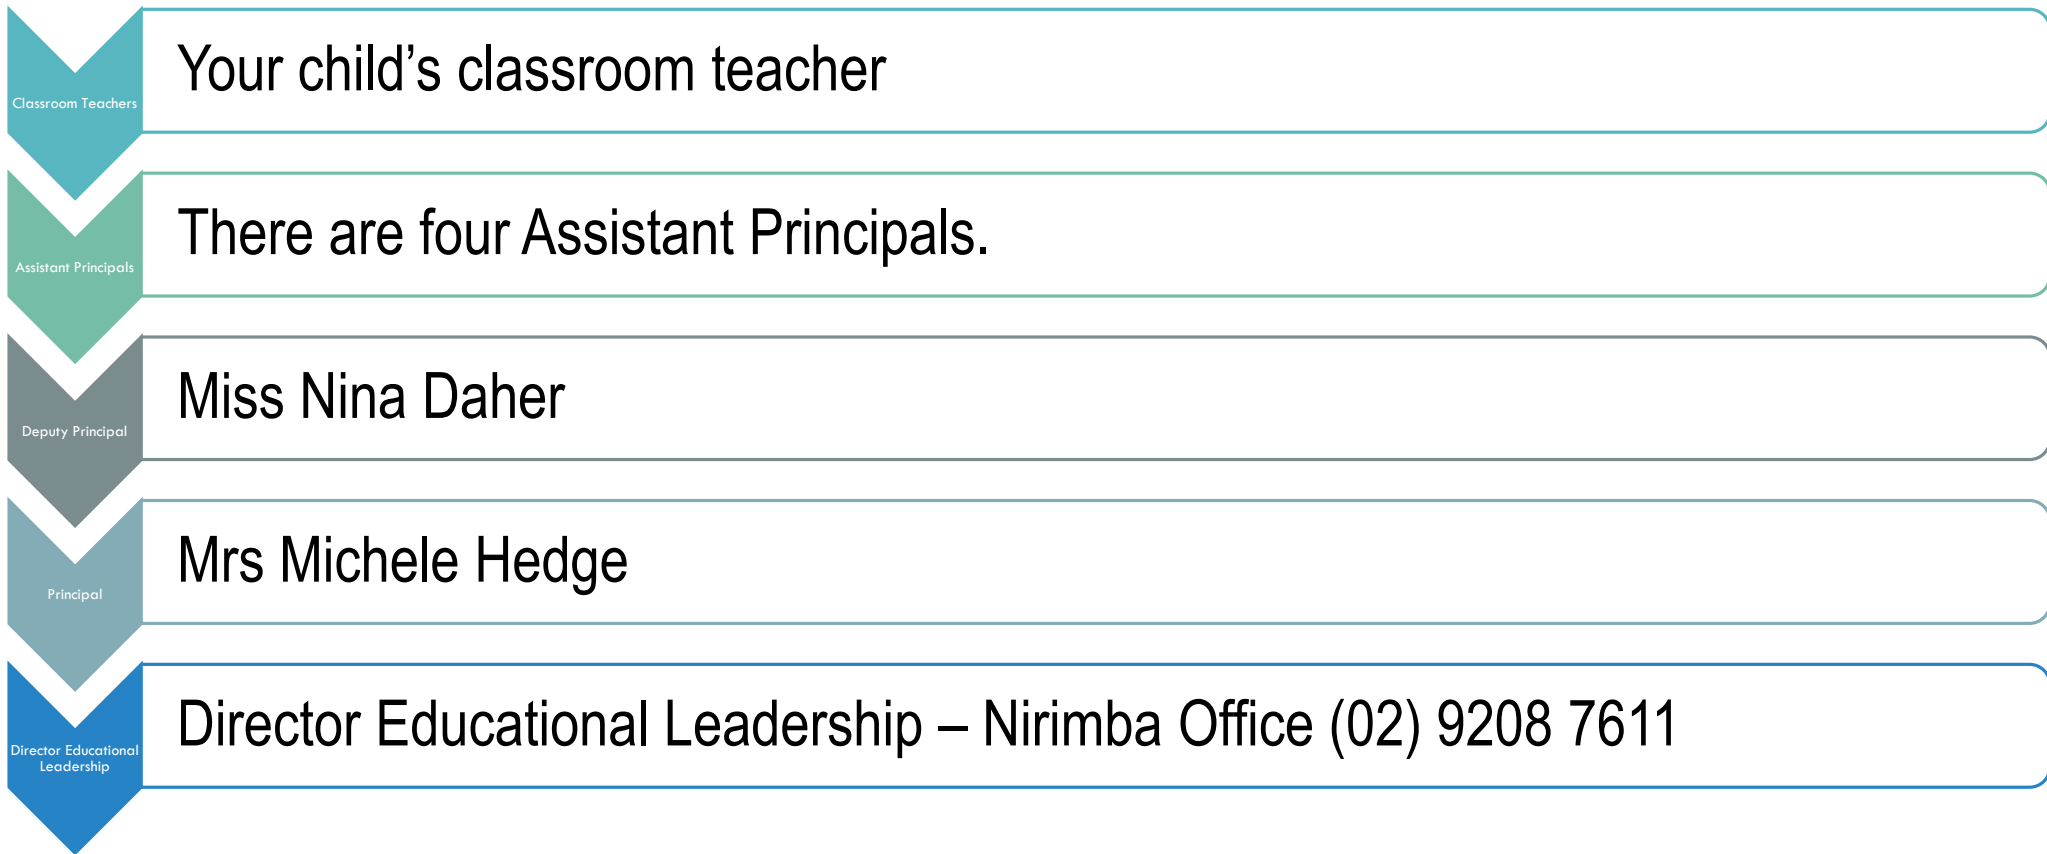 Classroom Teachers
Your child’s classroom teacher
Assistant Principals
There are four Assistant Principals.
Deputy Principal
Miss Nina Daher
Principal
Mrs Michele Hedge
Director Educational
Leadership
Director Educational Leadership – Nirimba Office (02) 9208 7611